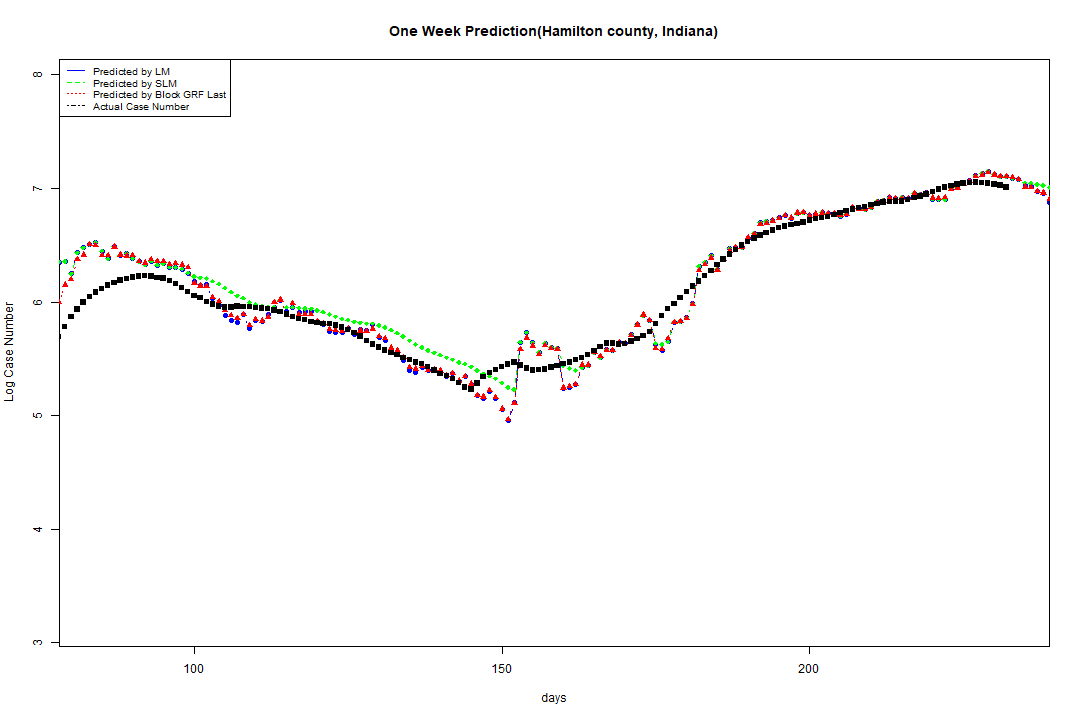 One Week Prediction(Hamilton county, Indiana)
Predicted by LM
Predicted by SLM
Predicted by Block GRF Last
Actual Case Number
8
7
6
5
4
3
Log Case Number
100 150 200
days